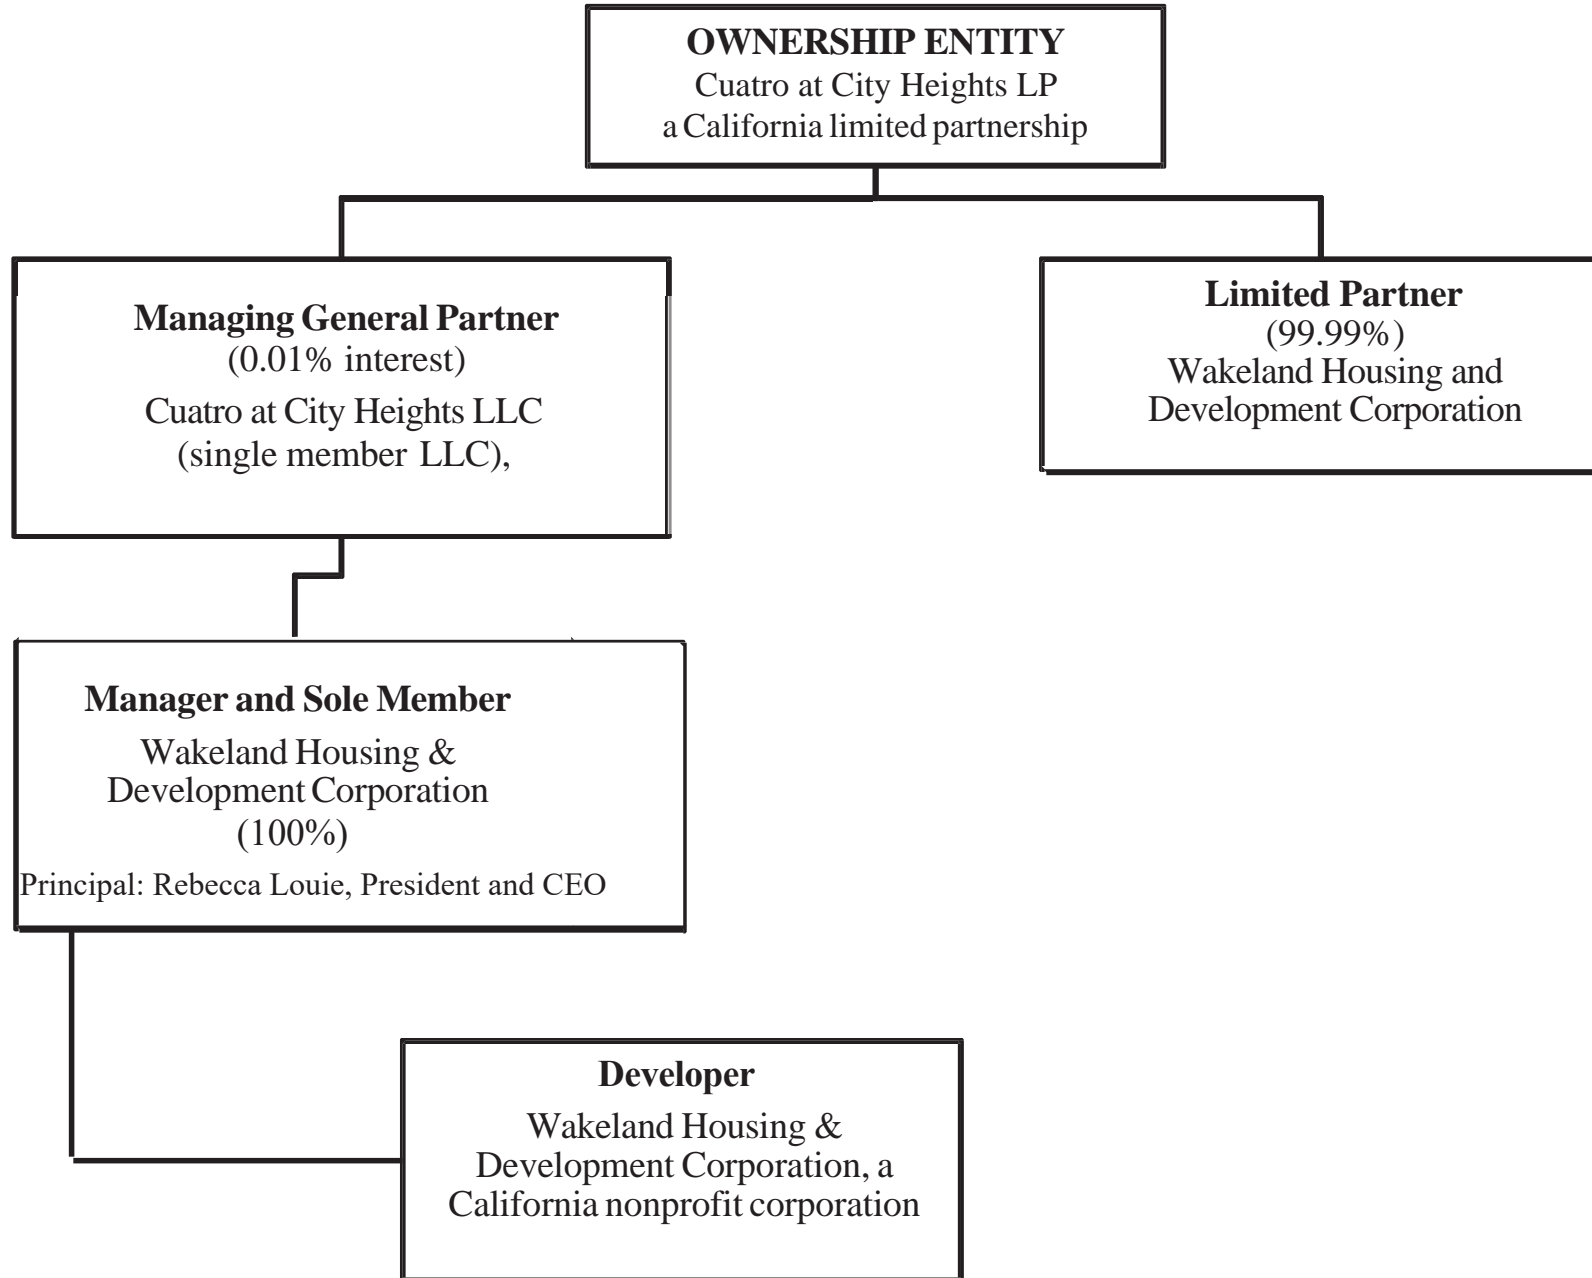 OWNERSHIP ENTITY
Cuatro at City Heights LP
a California limited partnership
Managing General Partner
(0.01% interest)
Cuatro at City Heights LLC
(single member LLC),
Limited Partner
(99.99%)
Wakeland Housing and
Development Corporation
Manager and Sole Member
Wakeland Housing &
Development Corporation
(100%)
Principal: Rebecca Louie, President and CEO
Developer
Wakeland Housing &
Development Corporation, a
California nonprofit corporation